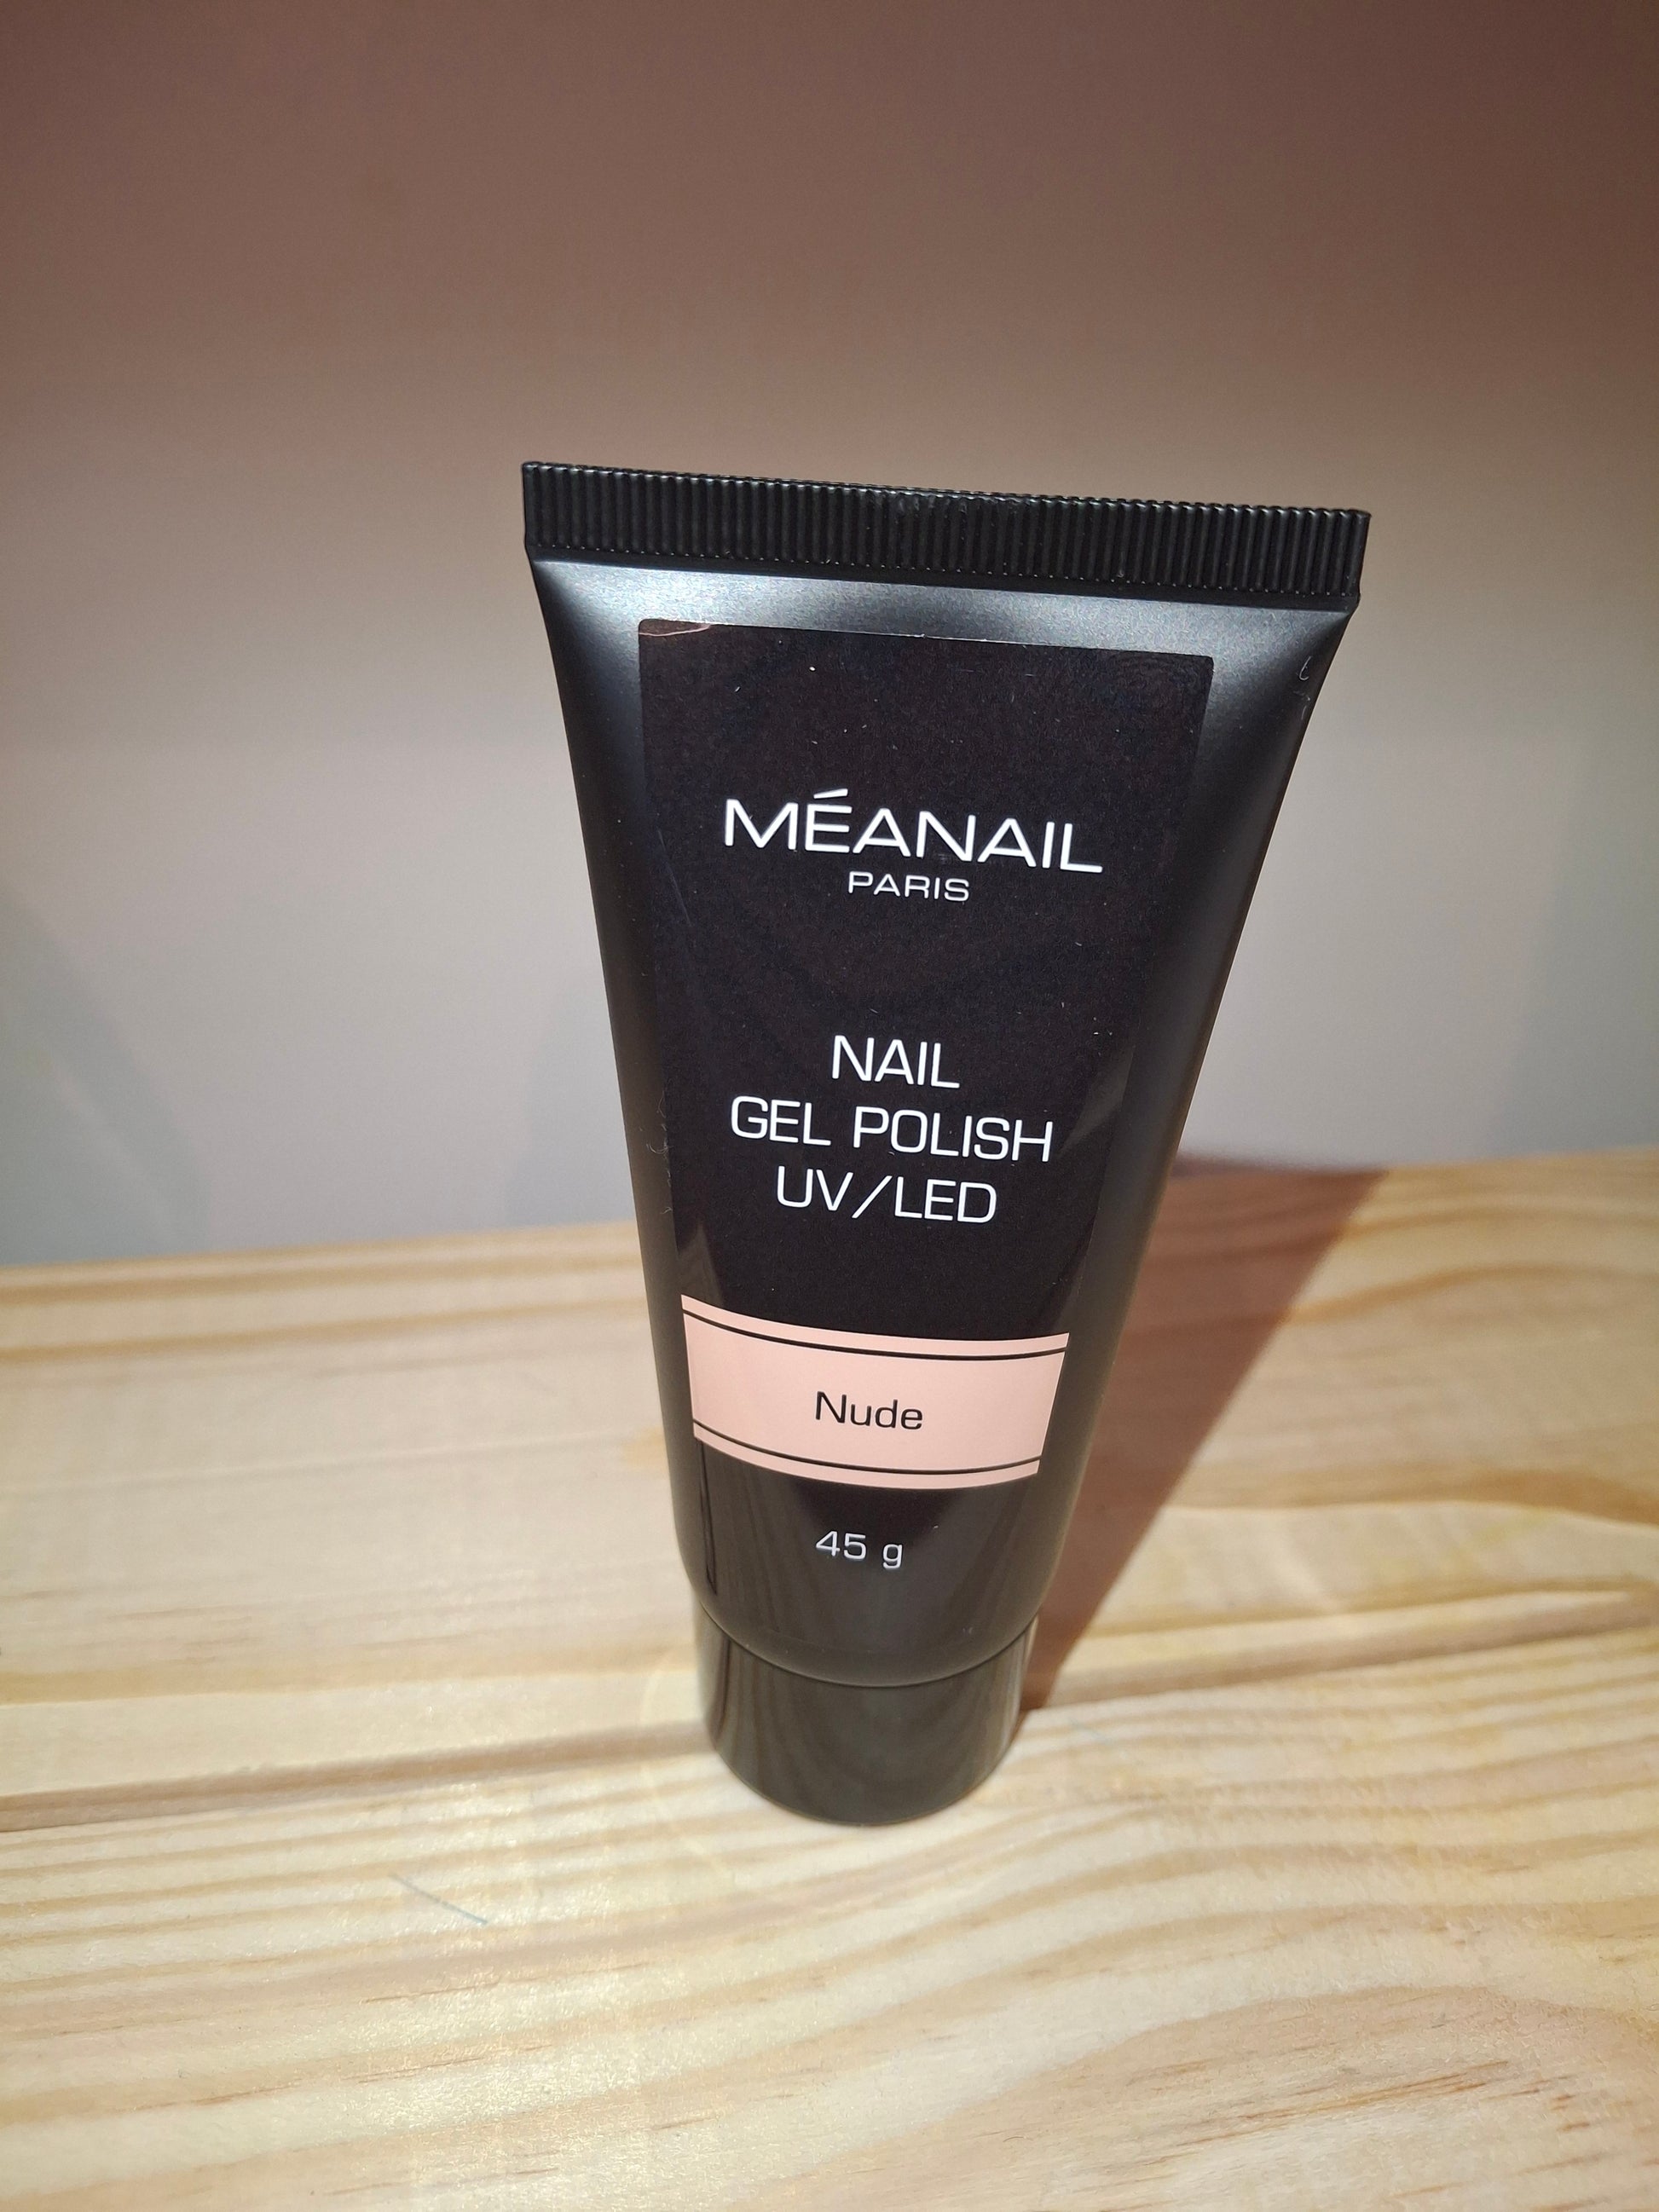 MÉANAIL
PARIS
NAIL
GEL POLISH
UV/LED
Nude
45 g